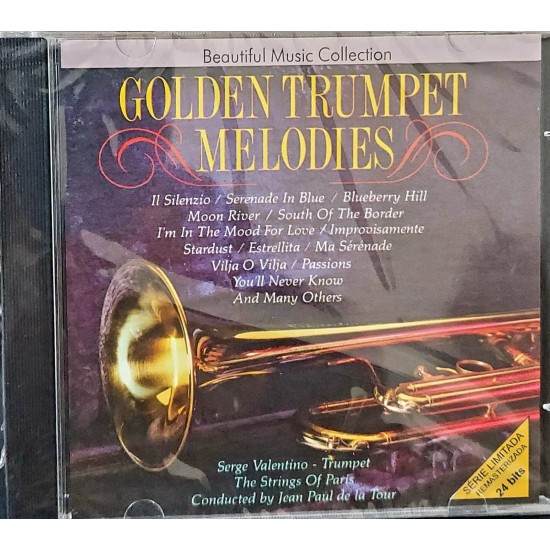 Beautiful Music Collection
GOLDEN TRUMPET
MELODIES
Il Silenzio / Serenade In Blue / Blueberry Hill
Moon River / South Of The Border
I'm In The Mood For Love / Improvisamente
Stardust / Estrellita / Ma Sérénade
Vilja O Vilja / Passions
You'll Never Know
And Many Others
Serge Valentino - Trumpet
The Strings Of Paris
Conducted by Jean Paul de la Tour
SÉRIE LIMITADA
REMASTERIZADA
24 bits